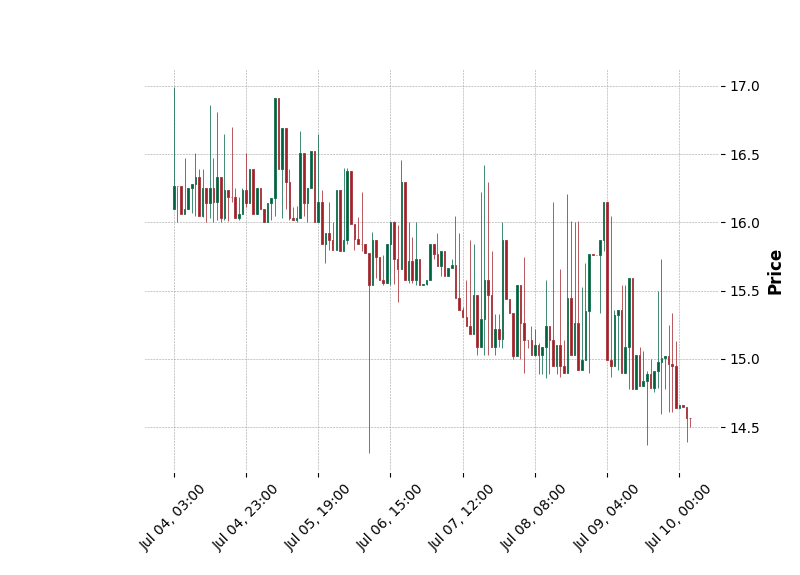 17.0
16.5
16.0
15.5
15.0
14.5
Price
Jul 04, 03:00
Jul 04, 23:00
Jul 05, 19:00
Jul 06, 15:00
Jul 07, 12:00
Jul 08, 08:00
Jul 09, 04:00
Jul 10, 00:00